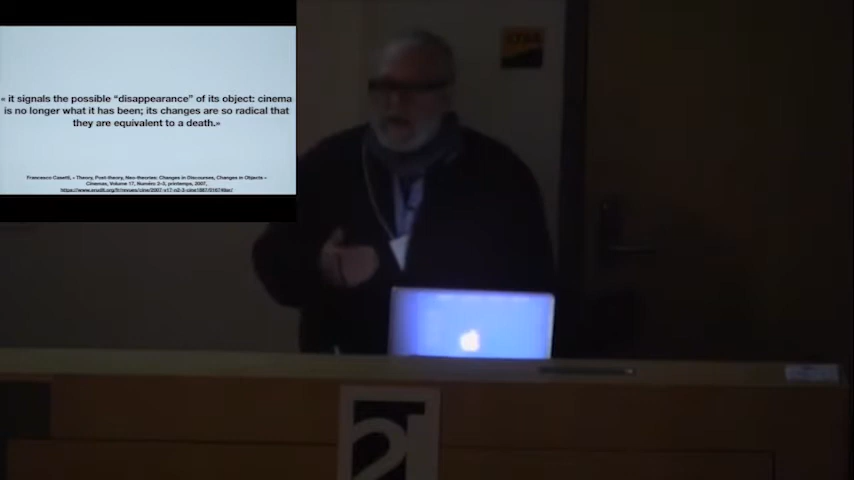 « it signals the possible “disappearance” of its object: cinema
is no longer what it has been; its changes are so radical that
they are equivalent to a death.»
Francesco Casetti, « Theory, Post-theory, Neo-theories: Changes in Discourses, Changes in Objects »
Cinémas, Volume 17, Numéro 2–3, printemps, 2007,
21